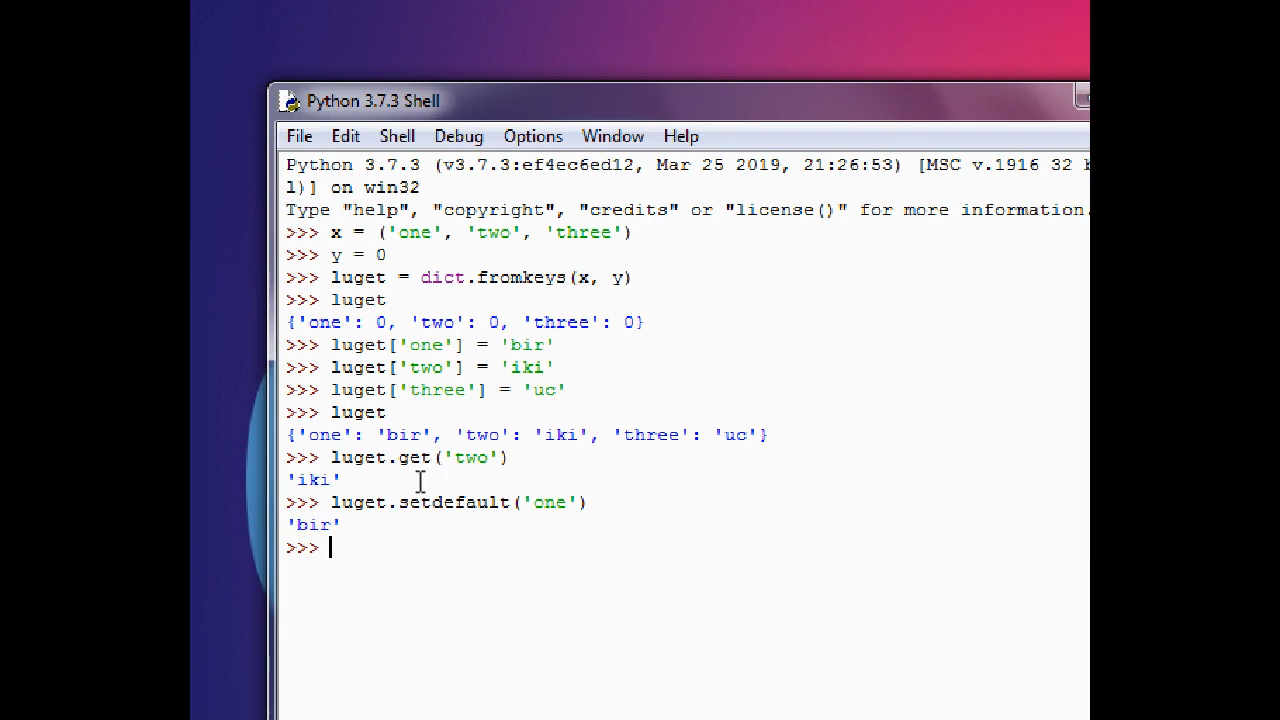 Python 3.7.3 Shell
File Edit Shell Debug Options Window Help
Python 3.7.3 (v3.7.3:ef4ec6ed12, Mar 25 2019, 21:26:53) [MSC v.1916 32
l)] on win32
Type "help", "copyright", "credits" or "license()" for more information.
>>> x = ('one', 'two', 'three')
>>> y = 0
>>> luget = dict.fromkeys(x, y)
>>> luget
{'one': 0, 'two': 0, 'three': 0}
>>> luget['one'] = 'bir'
>>> luget['two'] = 'iki'
>>> luget['three'] = 'uc'
>>> luget
{'one': 'bir', 'two': 'iki', 'three': 'uc'}
>>> luget.get('two')
'iki'
>>> luget.setdefault('one')
'bir'
>>>